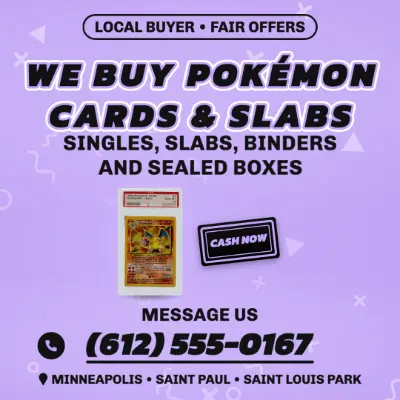 LOCAL BUYER • FAIR OFFERS
WE BUY POKÉMON
CARDS & SLABS
SINGLES, SLABS, BINDERS
AND SEALED BOXES
CASH NOW
MESSAGE US
(612) 555-0167
MINNEAPOLIS • SAINT PAUL • SAINT LOUIS PARK